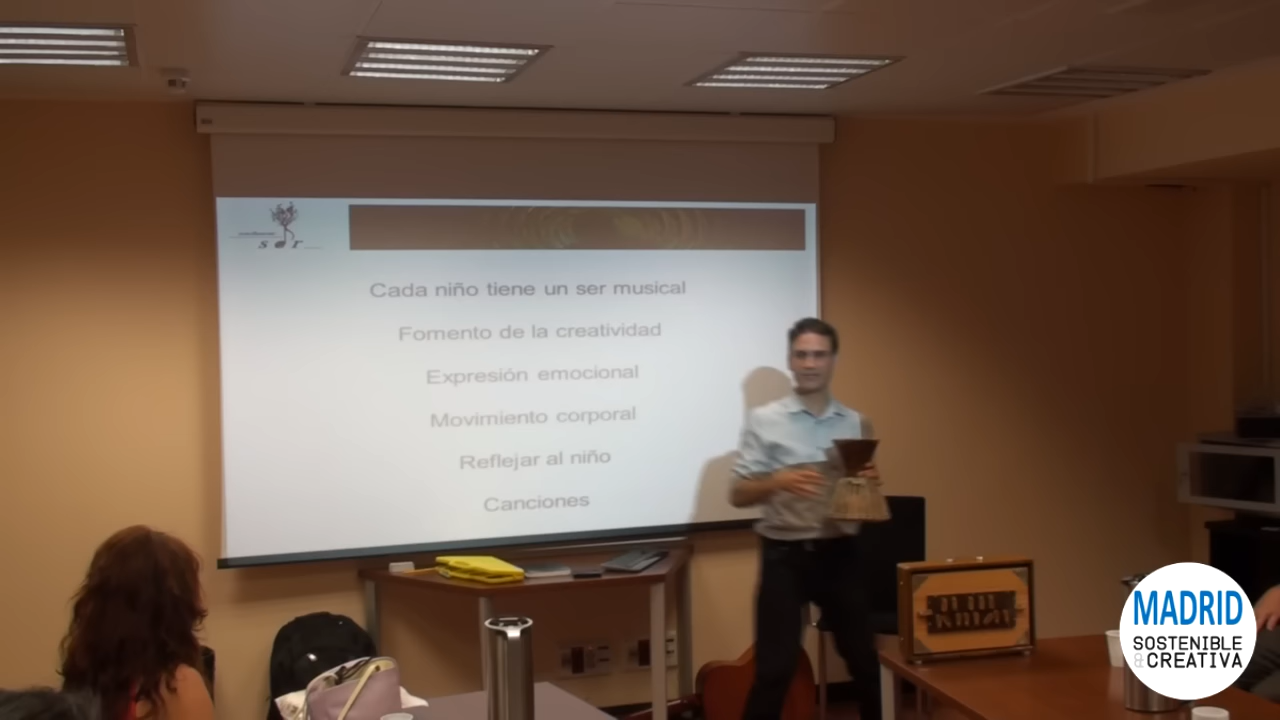 s r
Cada niño tiene un ser musical
Fomento de la creatividad
Expresión emocional
Movimiento corporal
Reflejar al niño
Canciones
MADRID
SOSTENIBLE
CREATIVA